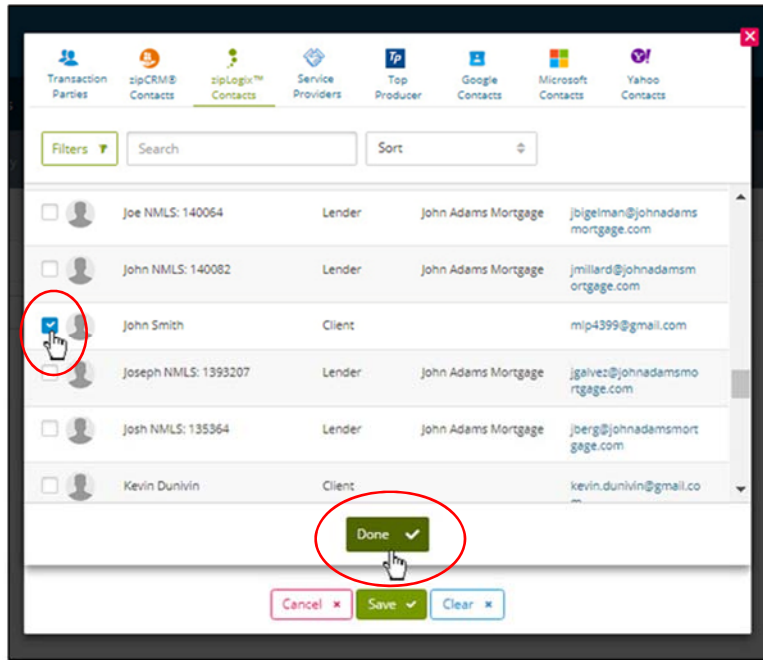 Transaction Parties
zipCRM® Contacts
zipLogix™ Contacts
Service Providers
Tp Top Producer
Google Contacts
Microsoft Contacts
Yahoo Contacts
Filters
Search
Sort
Joe NMLS: 140064 Lender John Adams Mortgage jbigelman@johnadams
mortgage.com
John NMLS: 140082 Lender John Adams Mortgage jmillard@johnadamsm
ortgage.com
John Smith Client mlp4399@gmail.com
Joseph NMLS: 1393207 Lender John Adams Mortgage jgalvez@johnadamsmo
rtgage.com
Josh NMLS: 135364 Lender John Adams Mortgage jberg@johnadamsmort
gage.com
Kevin Dunivin Client kevin.dunivin@gmail.co
Done
Cancel × Save Clear ×